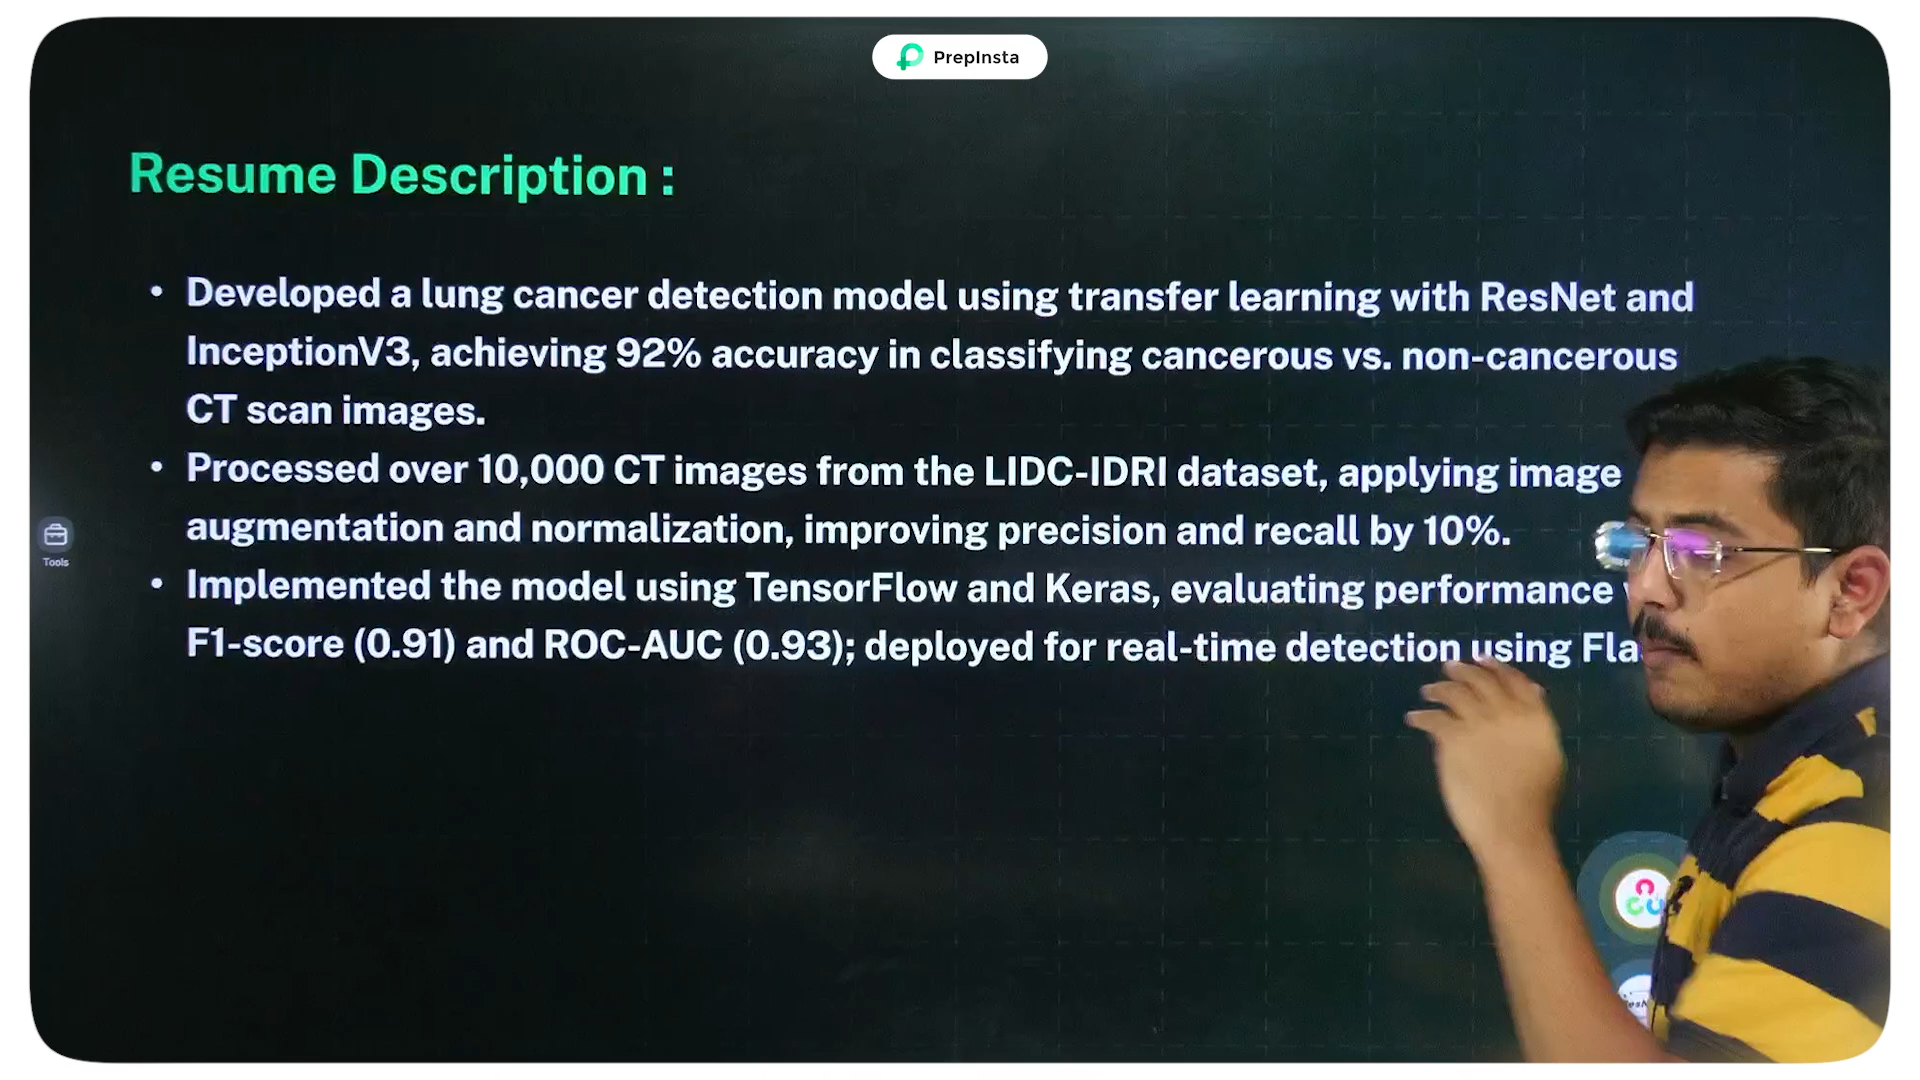 PrepInsta
Resume Description :
• Developed a lung cancer detection model using transfer learning with ResNet and
InceptionV3, achieving 92% accuracy in classifying cancerous vs. non-cancerous
CT scan images.
• Processed over 10,000 CT images from the LIDC-IDRI dataset, applying image
augmentation and normalization, improving precision and recall by 10%.
Tools
• Implemented the model using TensorFlow and Keras, evaluating performance
F1-score (0.91) and ROC-AUC (0.93); deployed for real-time detection using